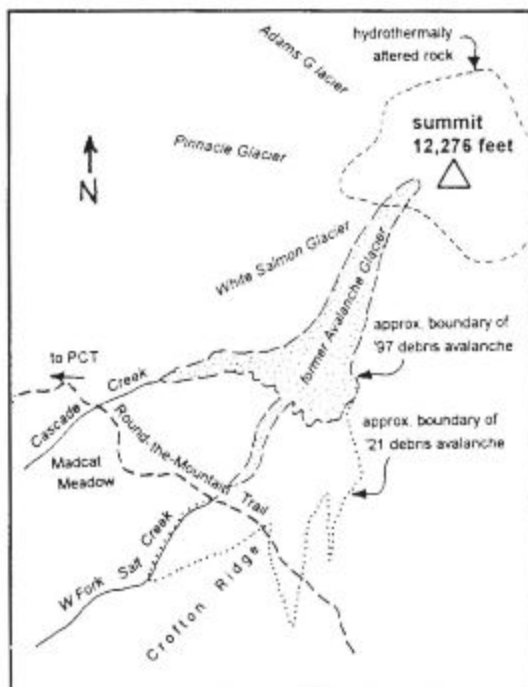 Adams Glacier
hydrothermally
altered rock
summit
12,276 feet
Pinnacle Glacier
N
White Salmon Glacier
former Avalanche Glacier
approx. boundary of
'97 debris avalanche
to PCT
Cascade Creek
Round-the-Mountain Trail
approx. boundary of
'21 debris avalanche
Madcat
Meadow
W Fork Salt Creek
Crofton Ridge